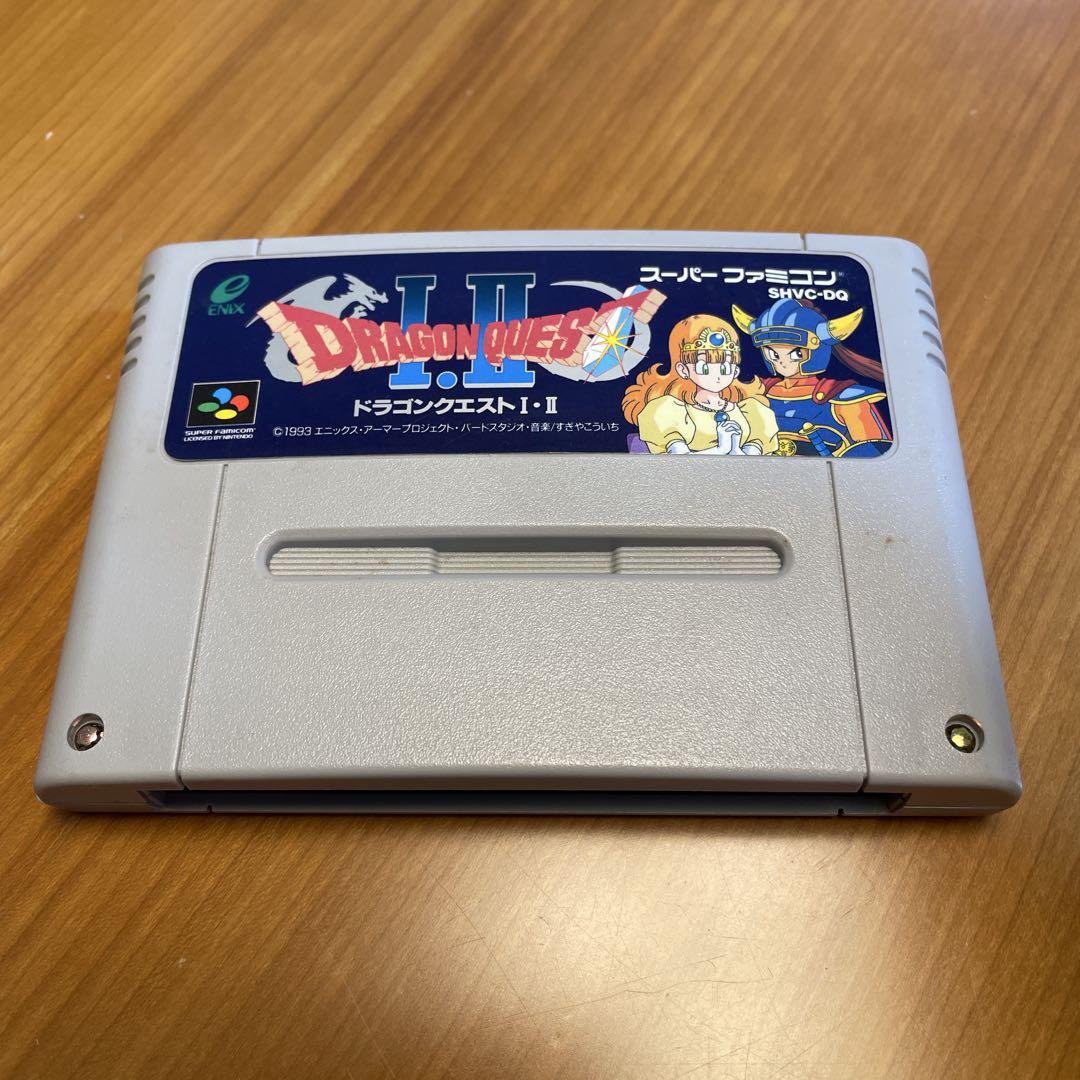 ENIX
I・II
DRAGON QUEST
ドラゴンクエストI・II
スーパーファミコン®
SHVC-DQ
SUPER FAMICOM
LICENSED BY NINTENDO
©1993 エニックス・アーマープロジェクト・バードスタジオ・音楽/すぎやこういち